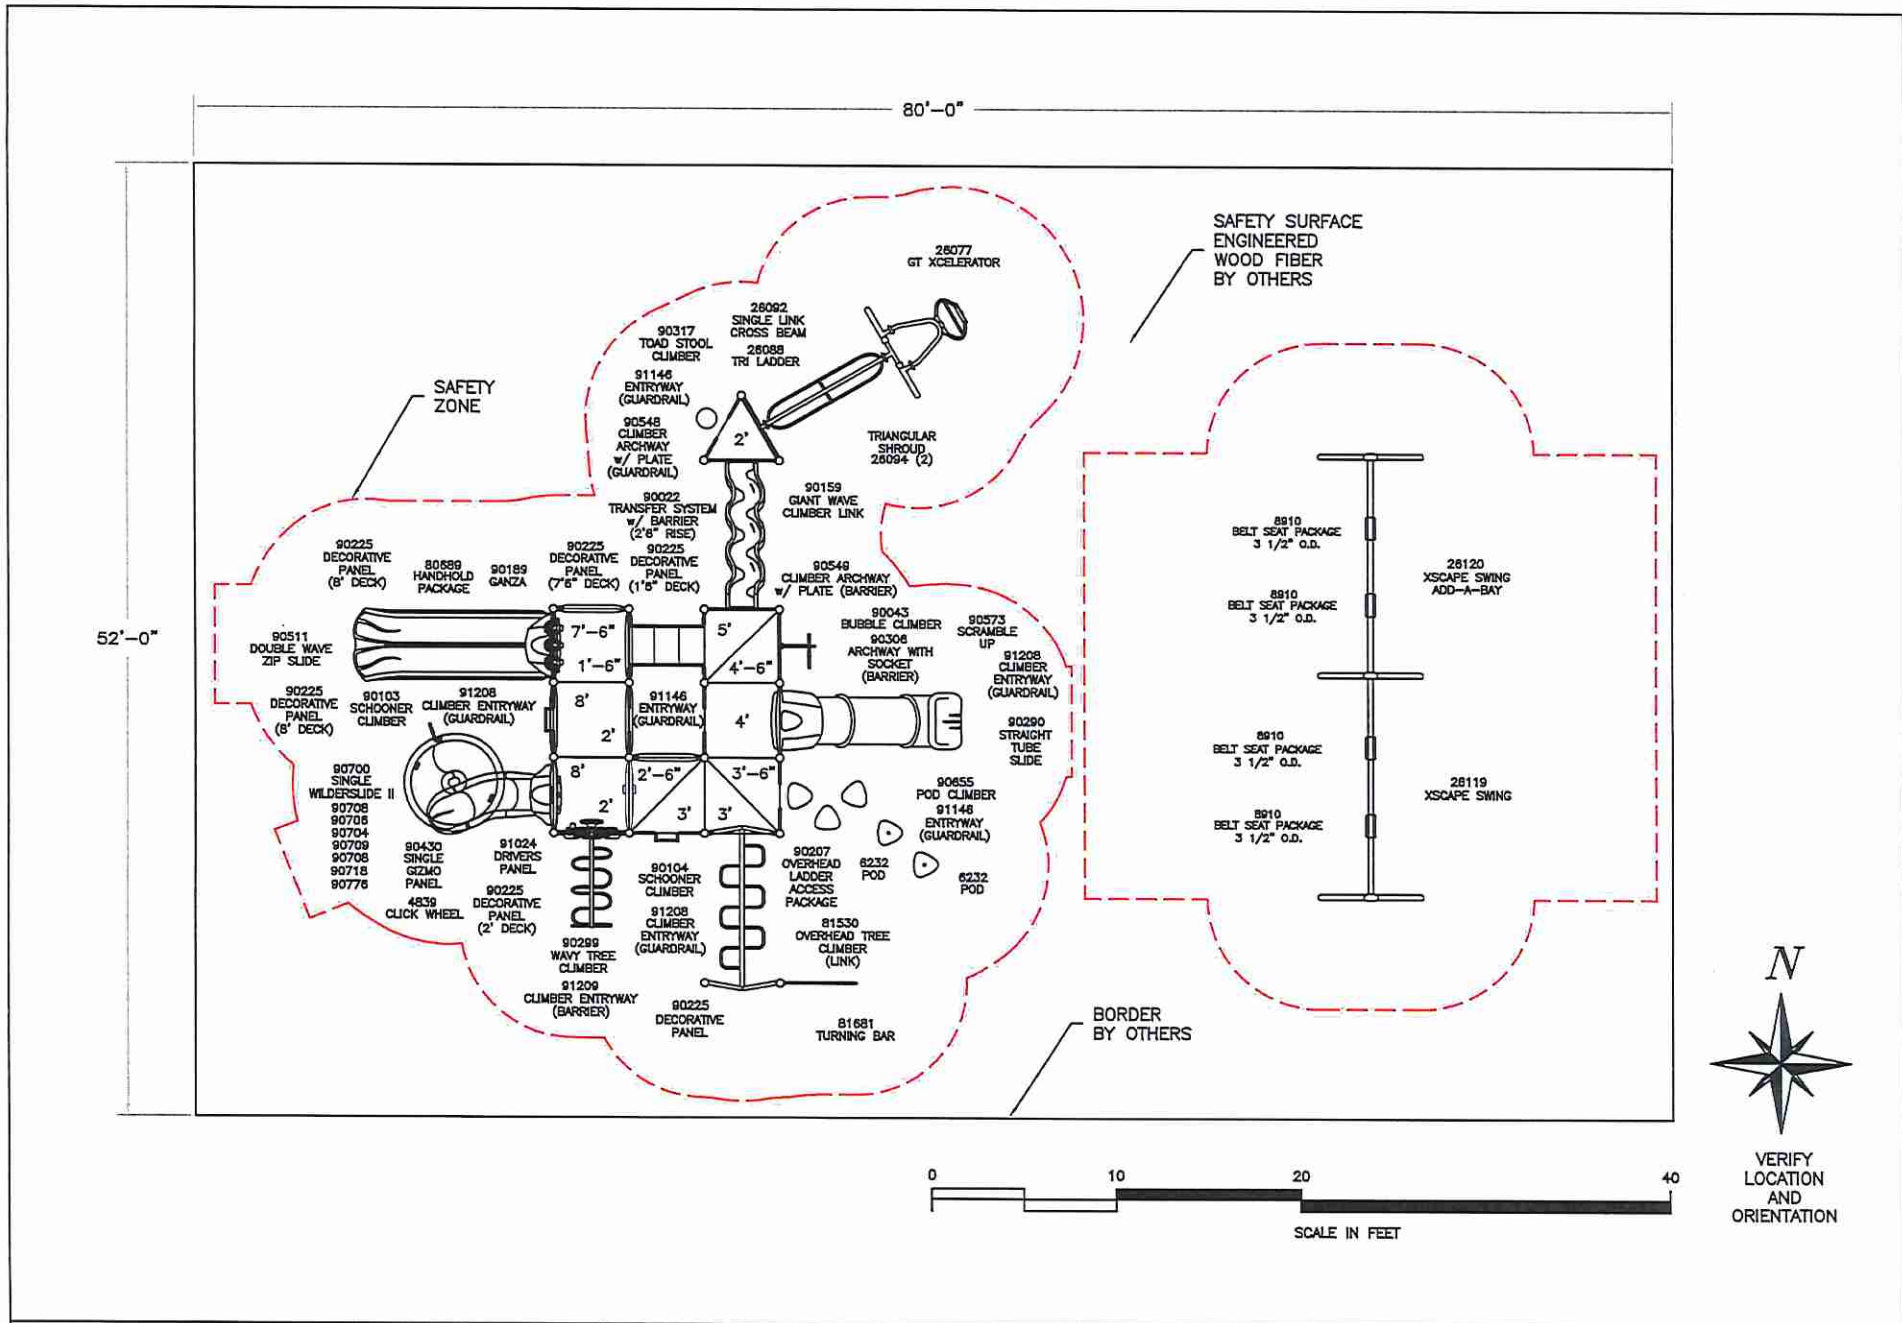 80'-0"
52'-0"
SAFETY SURFACE
ENGINEERED
WOOD FIBER
BY OTHERS
SAFETY
ZONE
26077
GT XCELERATOR
26092
SINGLE LINK
CROSS BEAM
26088
TRI LADDER
90317
TOAD STOOL
CLIMBER
91146
ENTRYWAY
(GUARDRAIL)
90548
CLIMBER
ARCHWAY
w/ PLATE
(GUARDRAIL)
2'
TRIANGULAR
SHROUD
26094 (2)
90022
TRANSFER SYSTEM
w/ BARRIER
(2'6" RISE)
90159
GIANT WAVE
CLIMBER LINK
90225
DECORATIVE
PANEL
(8' DECK)
80689
HANDHOLD
PACKAGE
90189
GANZA
90225
DECORATIVE
PANEL
(7'6" DECK)
90225
DECORATIVE
PANEL
(1'6" DECK)
90549
CLIMBER ARCHWAY
w/ PLATE (BARRIER)
90043
BUBBLE CLIMBER
90306
ARCHWAY WITH
SOCKET
(BARRIER)
90573
SCRAMBLE
UP
91208
CLIMBER
ENTRYWAY
(GUARDRAIL)
90511
DOUBLE WAVE
ZIP SLIDE
7'-6"
1'-6"
5'
4'-6"
90225
DECORATIVE
PANEL
(8' DECK)
90103
SCHOONER
CLIMBER
91208
CLIMBER ENTRYWAY
(GUARDRAIL)
8'
2'
91146
ENTRYWAY
(GUARDRAIL)
4'
90290
STRAIGHT
TUBE
SLIDE
90700
SINGLE
WILDERSLIDE II
90708
90706
90704
90709
90708
90718
90776
8'
2'
2'-6"
3'
3'-6"
3'
90655
POD CLIMBER
91146
ENTRYWAY
(GUARDRAIL)
90430
SINGLE
GIZMO
PANEL
4839
CLICK WHEEL
91024
DRIVERS
PANEL
90225
DECORATIVE
PANEL
(2' DECK)
90104
SCHOONER
CLIMBER
91208
CLIMBER
ENTRYWAY
(GUARDRAIL)
90207
OVERHEAD
LADDER
ACCESS
PACKAGE
6232
POD
6232
POD
90299
WAVY TREE
CLIMBER
91209
CLIMBER ENTRYWAY
(BARRIER)
81530
OVERHEAD TREE
CLIMBER
(LINK)
90225
DECORATIVE
PANEL
81681
TURNING BAR
8910
BELT SEAT PACKAGE
3 1/2" O.D.
8910
BELT SEAT PACKAGE
3 1/2" O.D.
26120
XSCAPE SWING
ADD-A-BAY
8910
BELT SEAT PACKAGE
3 1/2" O.D.
8910
BELT SEAT PACKAGE
3 1/2" O.D.
26119
XSCAPE SWING
BORDER
BY OTHERS
N
VERIFY
LOCATION
AND
ORIENTATION
0 10 20 40
SCALE IN FEET